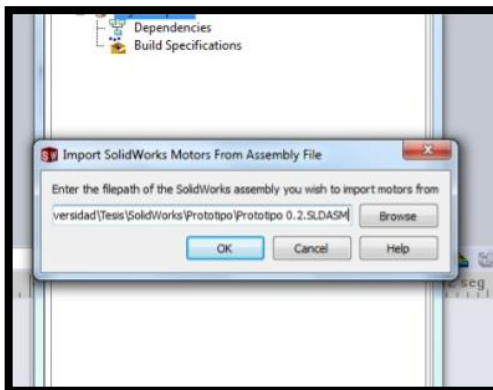 Dependencies
Build Specifications
Import SolidWorks Motors From Assembly File
Enter the filepath of the SolidWorks assembly you wish to import motors from
versidad\Tesis\SolidWorks\Prototipo\Prototipo 0.2.SLDASM
Browse
OK Cancel Help
seg